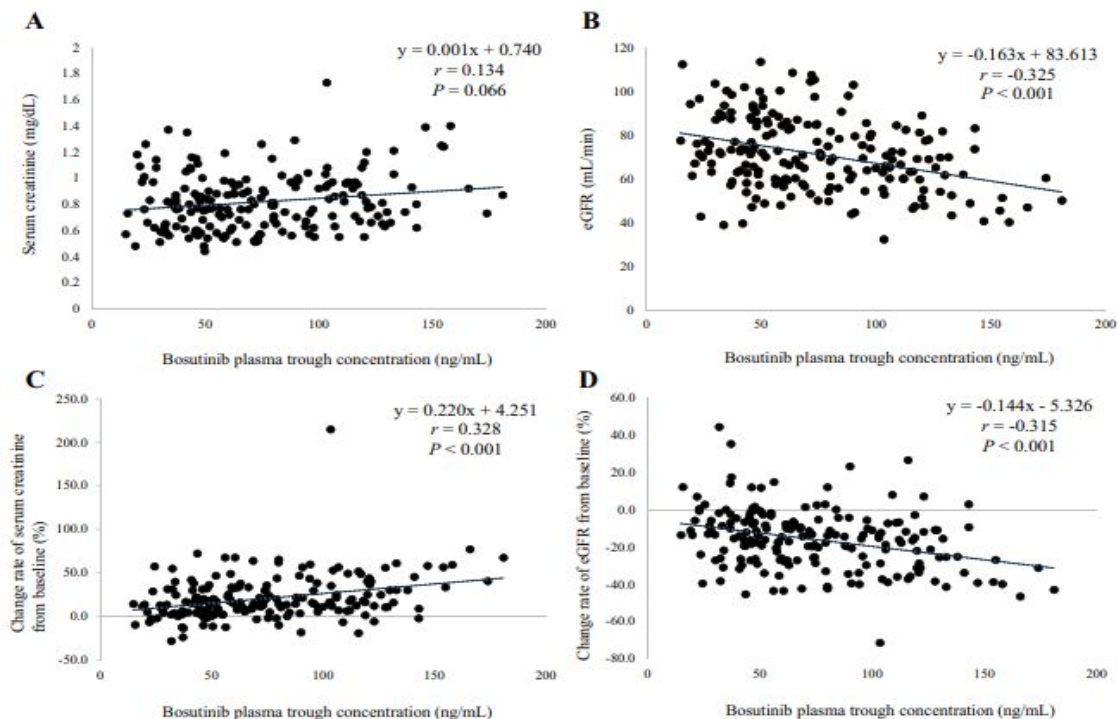 A
y = 0.001x + 0.740
r = 0.134
P = 0.066
Serum creatinine (mg/dL)
2
1.8
1.6
1.4
1.2
1
0.8
0.6
0.4
0.2
0
0
50
100
150
200
Bosutinib plasma trough concentration (ng/mL)
B
y = -0.163x + 83.613
r = -0.325
P < 0.001
eGFR (mL/min)
120
100
80
60
40
20
0
0
50
100
150
200
Bosutinib plasma trough concentration (ng/mL)
C
y = 0.220x + 4.251
r = 0.328
P < 0.001
Change rate of serum creatinine
from baseline (%)
250.0
200.0
150.0
100.0
50.0
0.0
-50.0
0
50
100
150
200
Bosutinib plasma trough concentration (ng/mL)
D
y = -0.144x - 5.326
r = -0.315
P < 0.001
Change rate of eGFR from baseline (%)
60.0
40.0
20.0
0.0
-20.0
-40.0
-60.0
-80.0
0
50
100
150
200
Bosutinib plasma trough concentration (ng/mL)